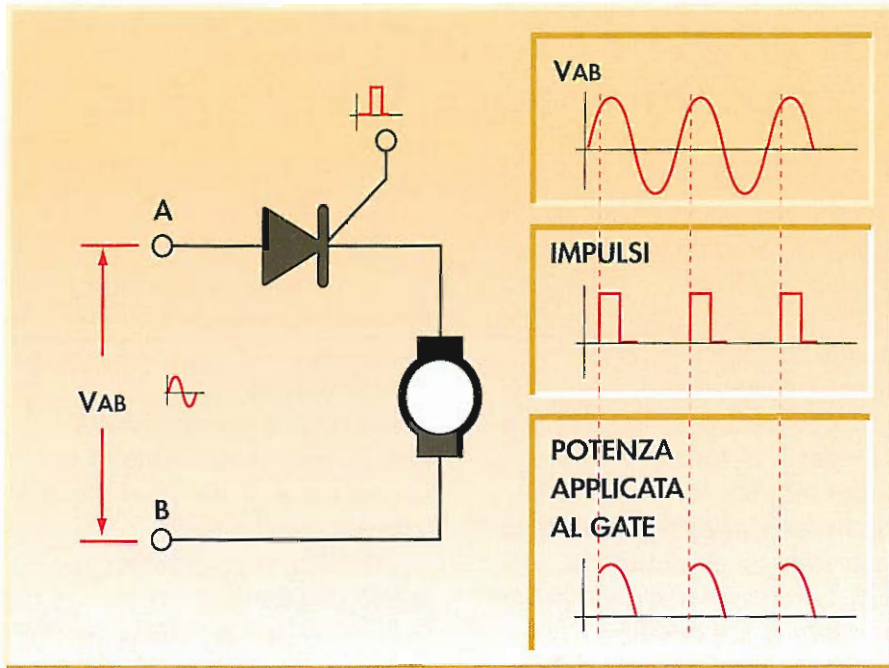 A
VAB
B
VAB
IMPULSI
POTENZA
APPLICATA
AL GATE